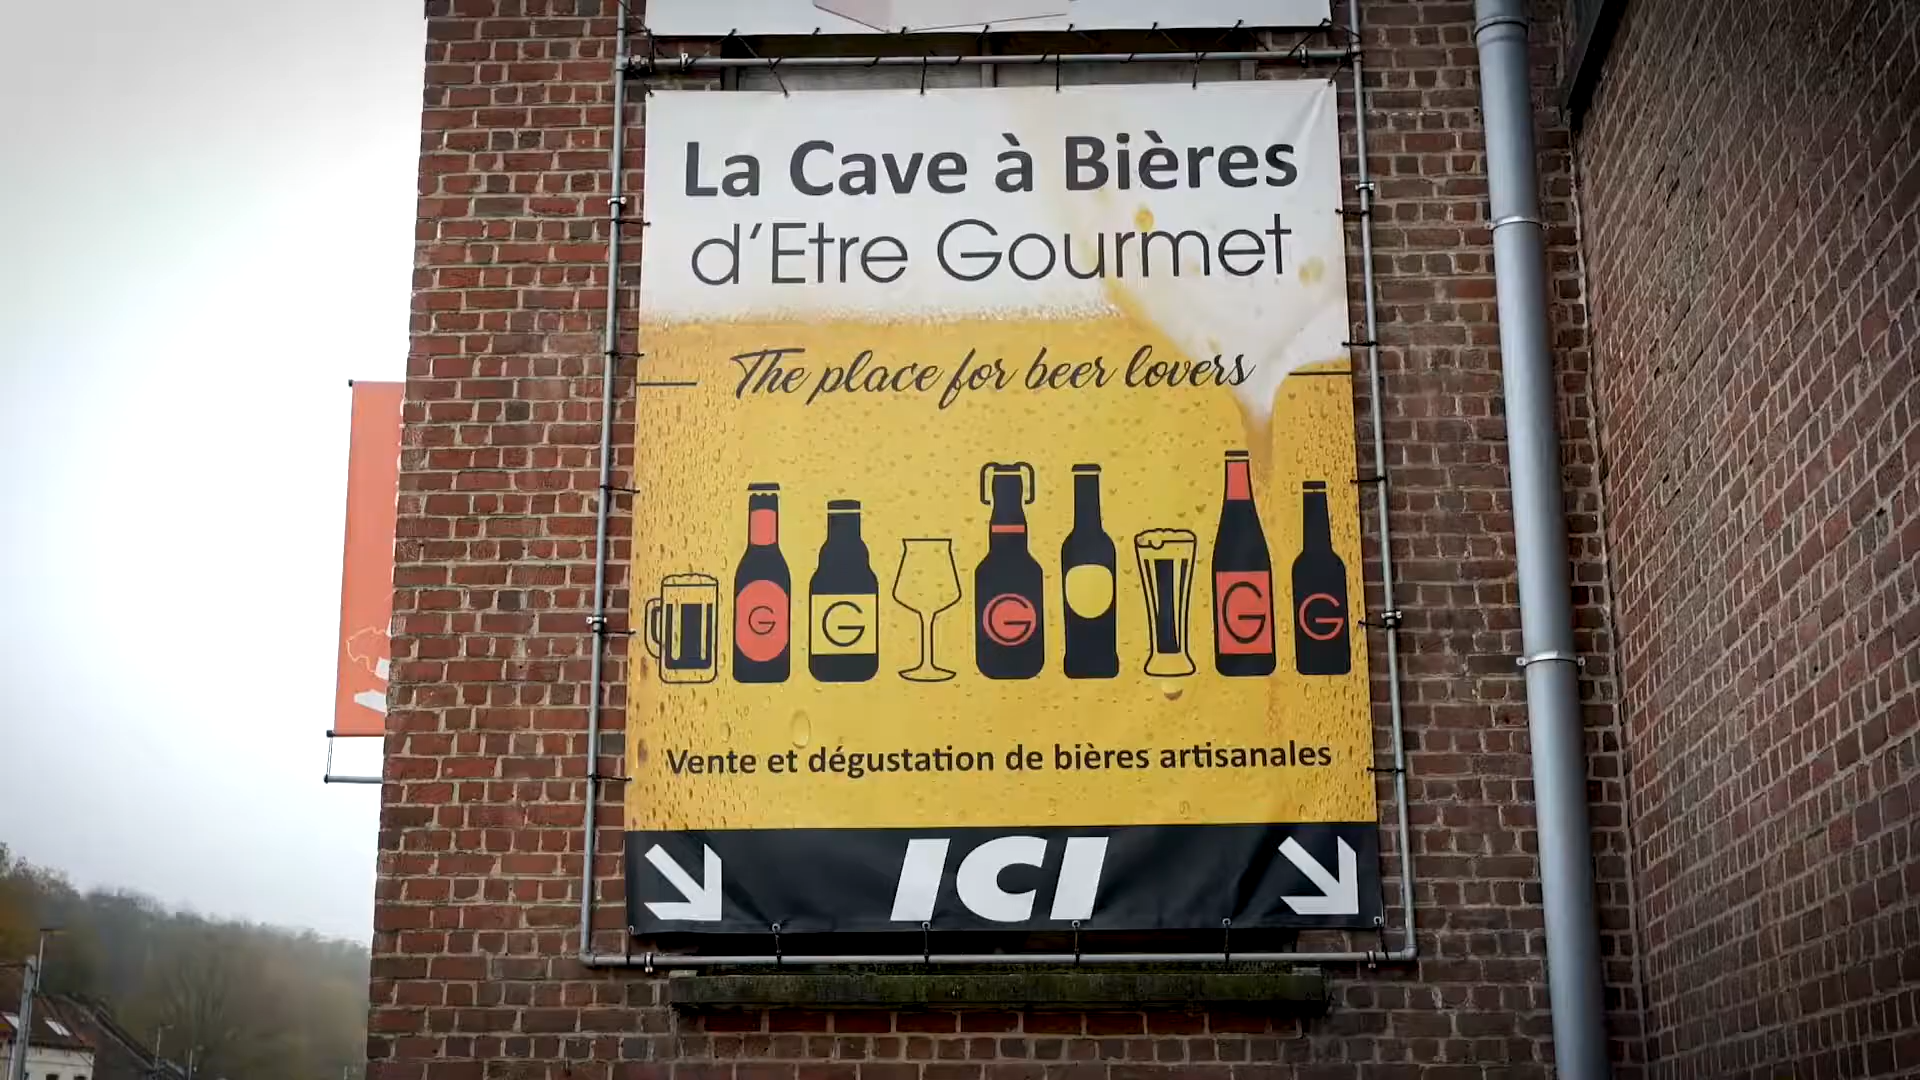 La Cave à Bières
d'Etre Gourmet
The place for beer lovers
G
G
G
G
G
Vente et dégustation de bières artisanales
ICI